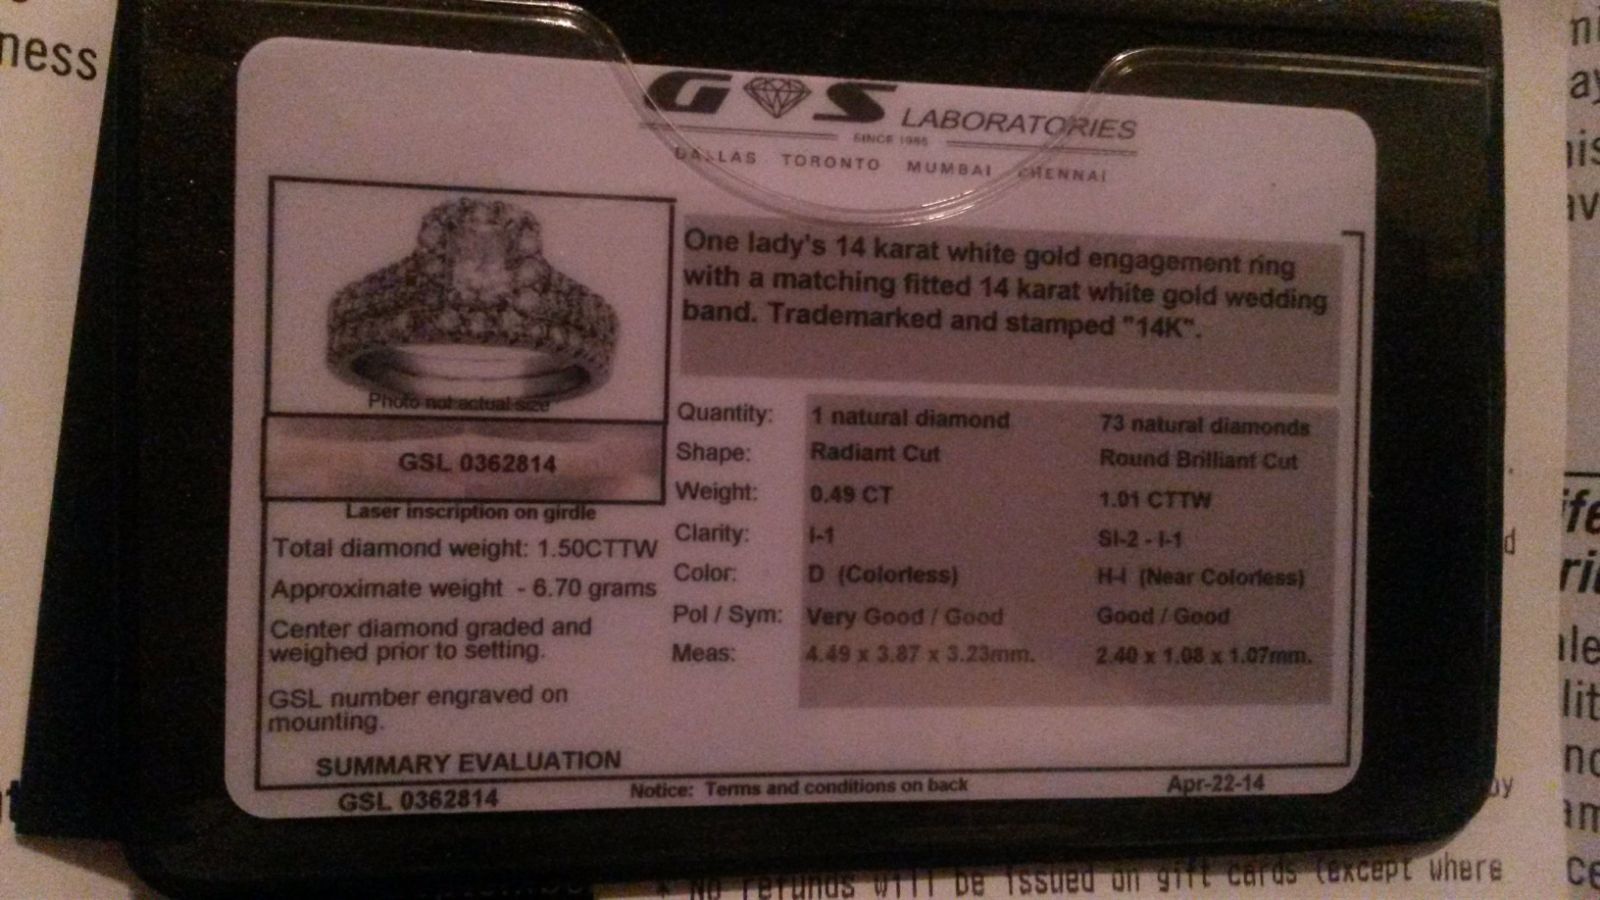 ness
G S LABORATORIES
SINCE 1995
DALLAS TORONTO MUMBAI CHENNAI
Photo not actual size
GSL 0362814
Laser inscription on girdle
Total diamond weight: 1.50CTTW
Approximate weight - 6.70 grams
Center diamond graded and
weighed prior to setting.
GSL number engraved on
mounting.
SUMMARY EVALUATION
GSL 0362814
One lady's 14 karat white gold engagement ring
with a matching fitted 14 karat white gold wedding
band. Trademarked and stamped "14K".
Quantity: 1 natural diamond 73 natural diamonds
Shape: Radiant Cut Round Brilliant Cut
Weight: 0.49 CT 1.01 CTTW
Clarity: I-1 SI-2 - I-1
Color: D (Colorless) H-I (Near Colorless)
Pol / Sym: Very Good / Good Good / Good
Meas: 4.49 x 3.87 x 3.23mm. 2.40 x 1.08 x 1.07mm.
Notice: Terms and conditions on back
Apr-22-14
* No refunds will be issued on gift cards (except where